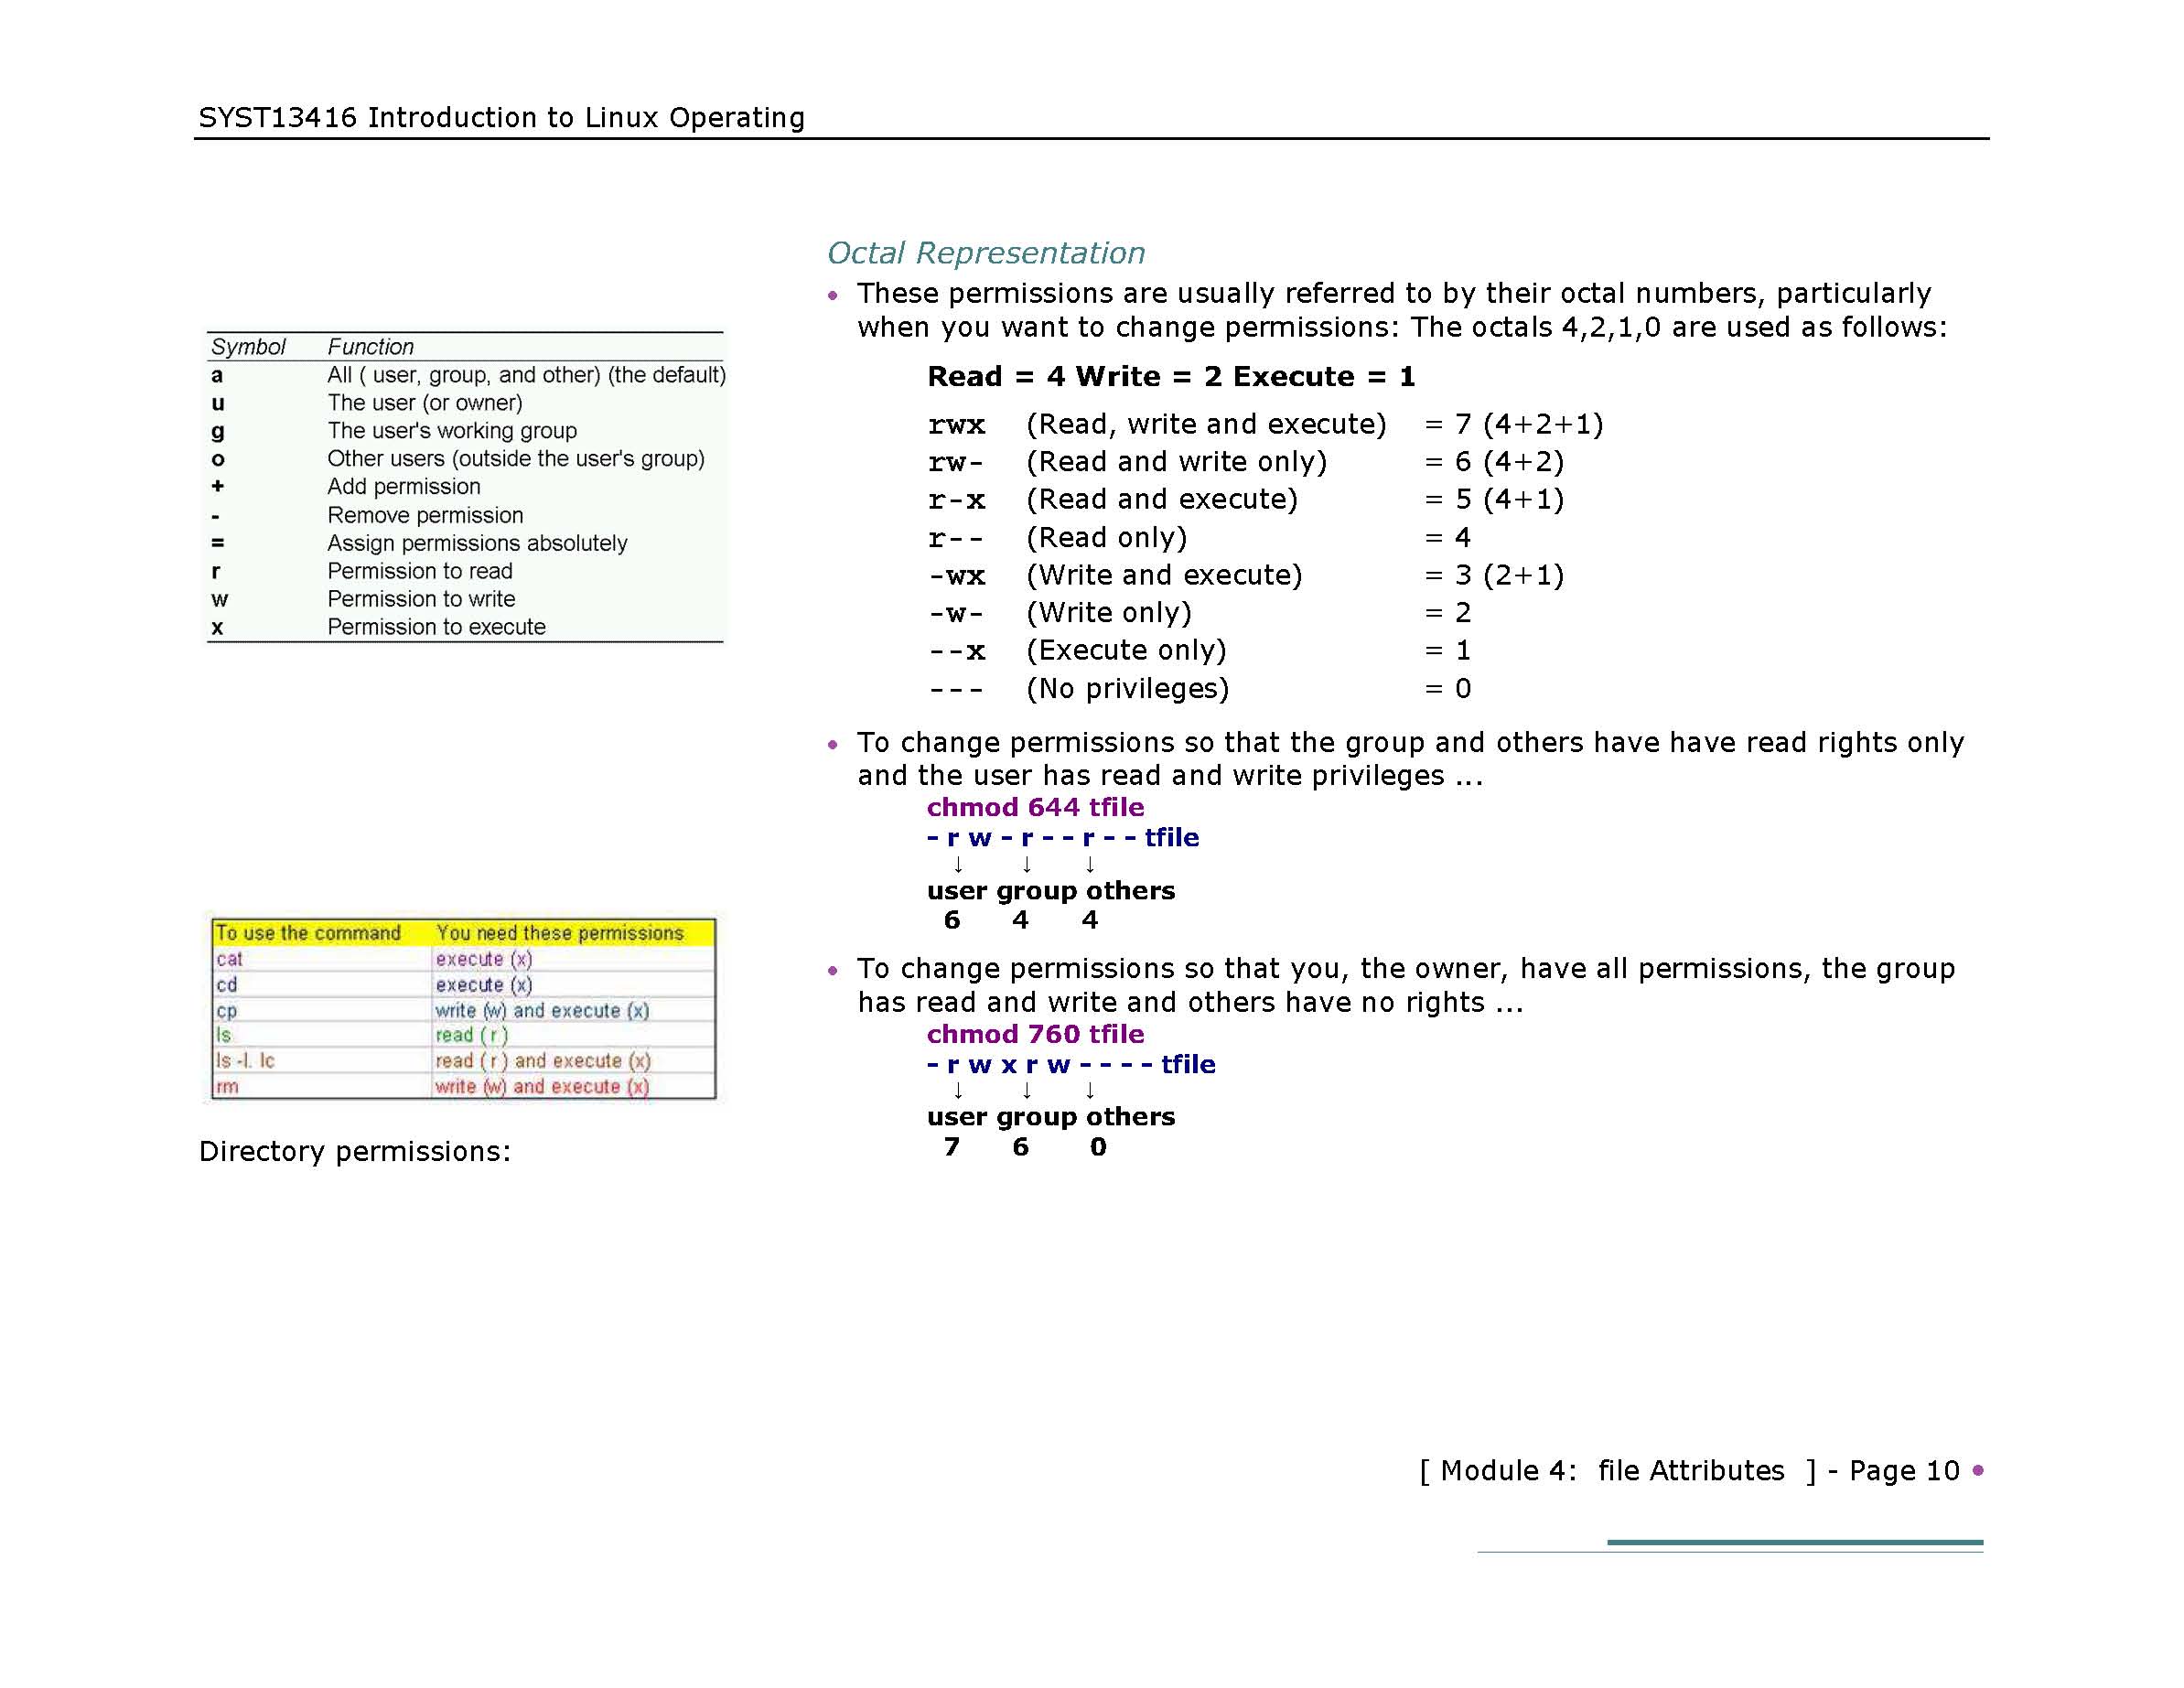 SYST13416 Introduction to Linux Operating
Symbol Function
a All ( user, group, and other) (the default)
u The user (or owner)
g The user's working group
o Other users (outside the user's group)
+ Add permission
- Remove permission
= Assign permissions absolutely
r Permission to read
w Permission to write
x Permission to execute
To use the command You need these permissions
cat execute (x)
cd execute (x)
cp write (w) and execute (x)
ls read ( r )
ls -l. lc read ( r ) and execute (x)
rm write (w) and execute (x)
Directory permissions:
Octal Representation
• These permissions are usually referred to by their octal numbers, particularly
when you want to change permissions: The octals 4,2,1,0 are used as follows:
Read = 4 Write = 2 Execute = 1
rwx (Read, write and execute) = 7 (4+2+1)
rw- (Read and write only) = 6 (4+2)
r-x (Read and execute) = 5 (4+1)
r-- (Read only) = 4
-wx (Write and execute) = 3 (2+1)
-w- (Write only) = 2
--x (Execute only) = 1
--- (No privileges) = 0
• To change permissions so that the group and others have have read rights only
and the user has read and write privileges ...
chmod 644 tfile
- r w - r - - r - - tfile
↓ ↓ ↓
user group others
6 4 4
• To change permissions so that you, the owner, have all permissions, the group
has read and write and others have no rights ...
chmod 760 tfile
- r w x r w - - - - tfile
↓ ↓ ↓
user group others
7 6 0
[ Module 4: file Attributes ] - Page 10 •